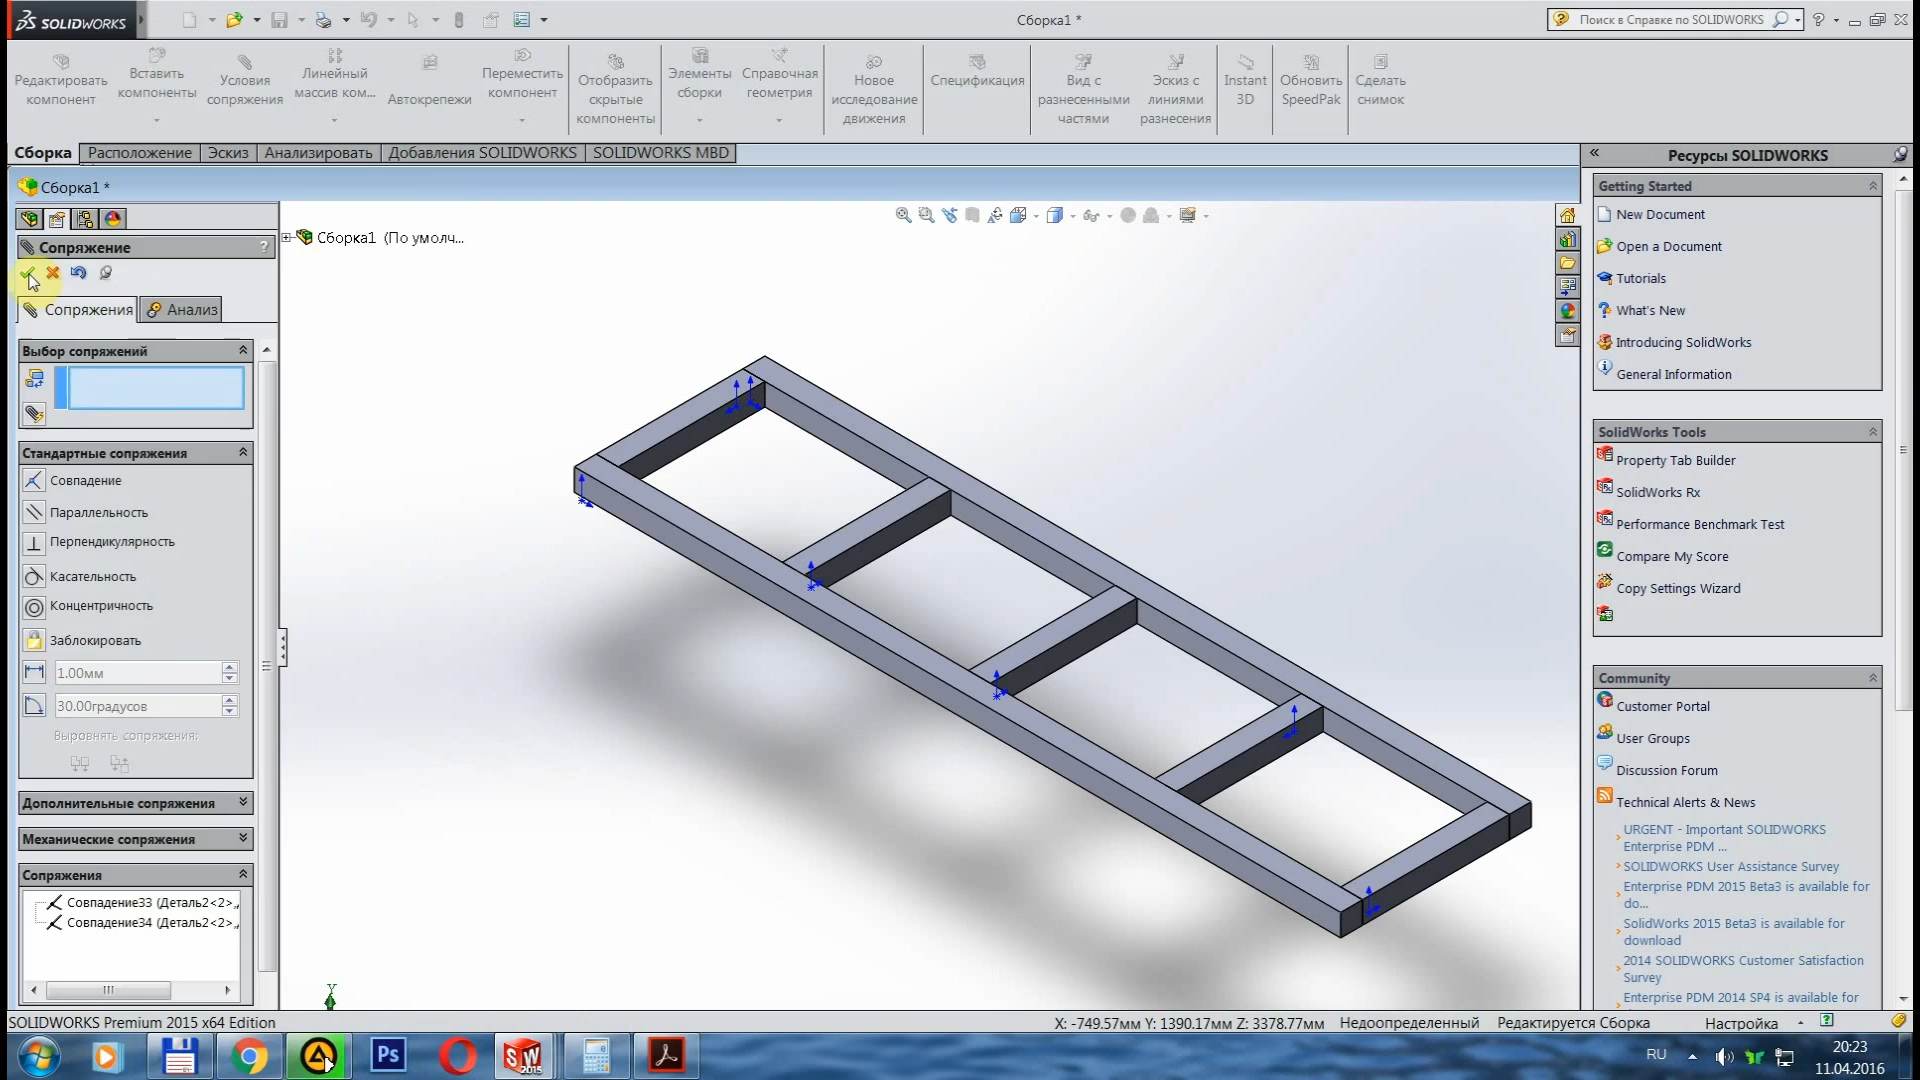 SOLIDWORKS
Сборка1 *
Поиск в Справке по SOLIDWORKS
Редактировать компонент
Вставить компоненты
Условия сопряжения
Линейный массив ком...
Автокрепежи
Переместить компонент
Отобразить скрытые компоненты
Элементы сборки
Справочная геометрия
Новое исследование движения
Спецификация
Вид с разнесенными частями
Эскиз с линиями разнесения
Instant 3D
Обновить SpeedPak
Сделать снимок
Сборка
Расположение
Эскиз
Анализировать
Добавления SOLIDWORKS
SOLIDWORKS MBD
Сборка1 *
Сопряжение
?
Сопряжения
Анализ
Выбор сопряжений
Стандартные сопряжения
Совпадение
Параллельность
Перпендикулярность
Касательность
Концентричность
Заблокировать
1.00мм
30.00градусов
Выровнять сопряжения:
Дополнительные сопряжения
Механические сопряжения
Сопряжения
Совпадение33 (Деталь2<2>,
Совпадение34 (Деталь2<2>,
Сборка1 (По умолч...
Y
Ресурсы SOLIDWORKS
Getting Started
New Document
Open a Document
Tutorials
What's New
Introducing SolidWorks
General Information
SolidWorks Tools
Property Tab Builder
SolidWorks Rx
Performance Benchmark Test
Compare My Score
Copy Settings Wizard
Community
Customer Portal
User Groups
Discussion Forum
Technical Alerts & News
URGENT - Important SOLIDWORKS
Enterprise PDM ...
SOLIDWORKS User Assistance Survey
Enterprise PDM 2015 Beta3 is available for
do...
SolidWorks 2015 Beta3 is available for
download
2014 SOLIDWORKS Customer Satisfaction
Survey
Enterprise PDM 2014 SP4 is available for
SOLIDWORKS Premium 2015 x64 Edition
X: -749.57мм Y: 1390.17мм Z: 3378.77мм
Недоопределенный
Редактируется Сборка
Настройка
Ps
SW
2015
RU
20:23
11.04.2016